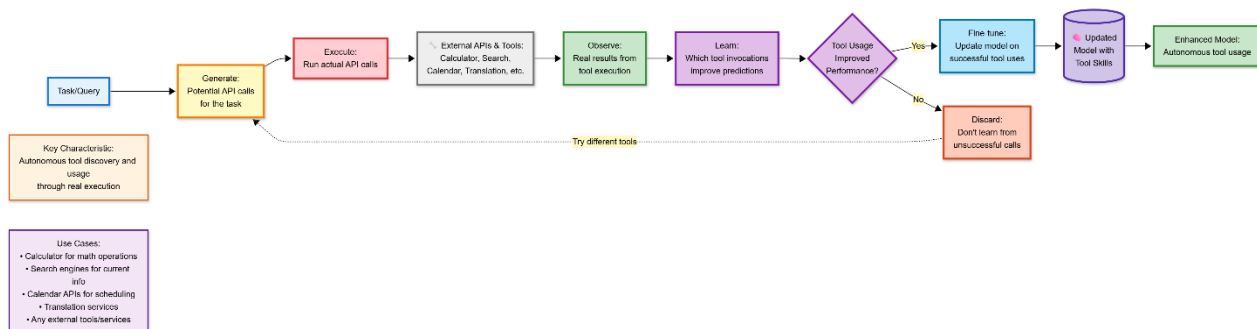 Task/Query
Generate:
Potential API calls
for the task
Execute:
Run actual API calls
External APIs & Tools:
Calculator, Search,
Calendar, Translation, etc.
Observe:
Real results from
tool execution
Learn:
Which tool invocations
improve predictions
Tool Usage
Improved
Performance?
Yes
Fine tune:
Update model on
successful tool uses
Updated
Model with
Tool Skills
Enhanced Model:
Autonomous tool usage
No
Discard:
Don't learn from
unsuccessful calls
Try different tools
Key Characteristic:
Autonomous tool discovery and
usage
through real execution
Use Cases:
• Calculator for math operations
• Search engines for current
info
• Calendar APIs for scheduling
• Translation services
• Any external tools/services